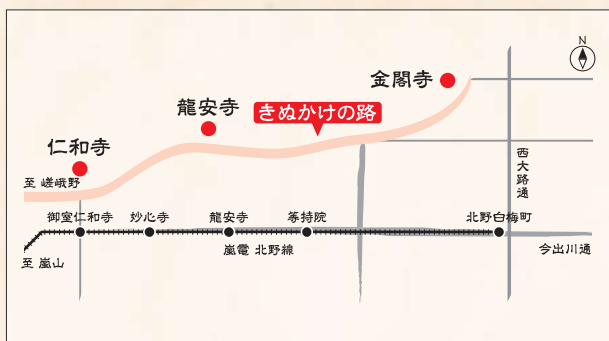 N
金閣寺
龍安寺
きぬかけの路
仁和寺
西大路通
至 嵯峨野
御室仁和寺
妙心寺
龍安寺
等持院
北野白梅町
嵐電 北野線
今出川通
至 嵐山